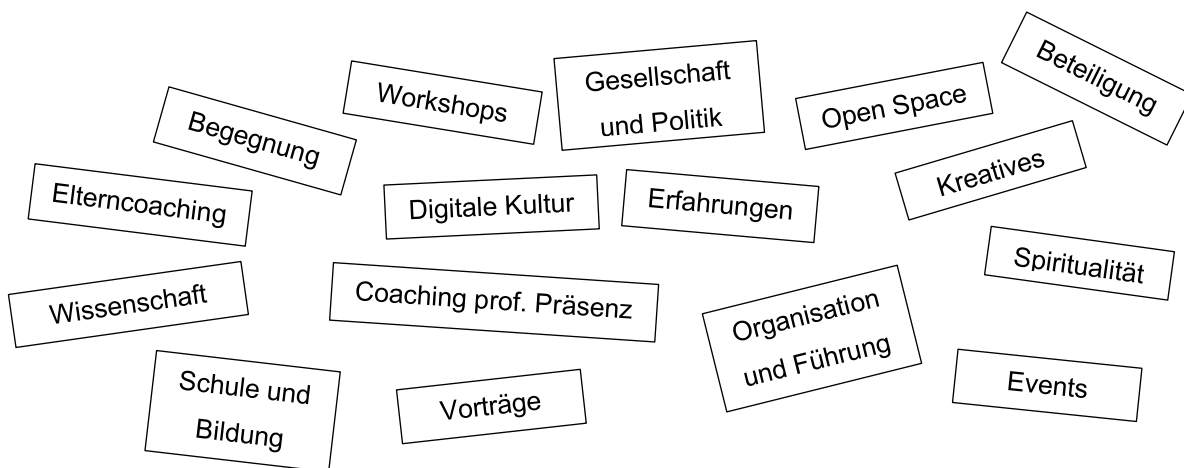 Beteiligung
Gesellschaft
und Politik
Workshops
Open Space
Begegnung
Kreatives
Elterncoaching
Digitale Kultur
Erfahrungen
Spiritualität
Wissenschaft
Coaching prof. Präsenz
Organisation
und Führung
Schule und
Bildung
Vorträge
Events